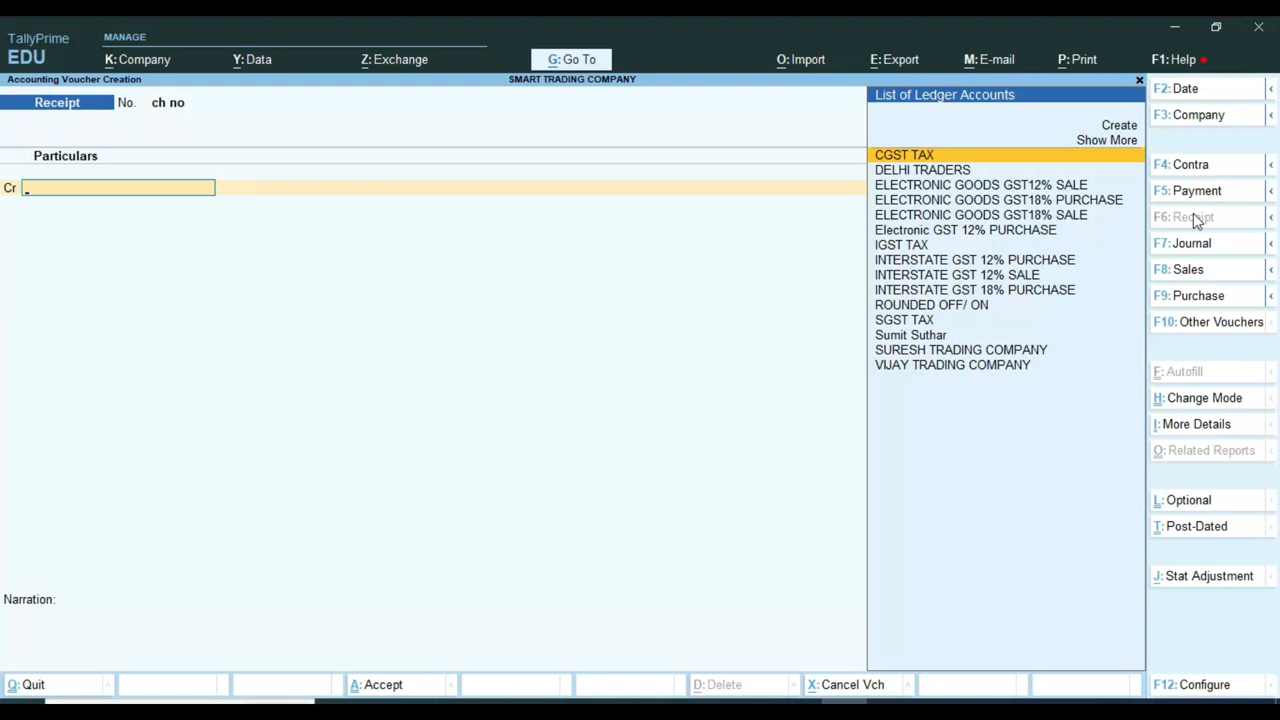 TallyPrime
EDU
MANAGE
K: Company
Y: Data
Z: Exchange
G: Go To
O: Import
E: Export
M: E-mail
P: Print
F1: Help
Accounting Voucher Creation
SMART TRADING COMPANY
Receipt No. ch no
Particulars
Cr
List of Ledger Accounts
Create
Show More
CGST TAX
DELHI TRADERS
ELECTRONIC GOODS GST12% SALE
ELECTRONIC GOODS GST18% PURCHASE
ELECTRONIC GOODS GST18% SALE
Electronic GST 12% PURCHASE
IGST TAX
INTERSTATE GST 12% PURCHASE
INTERSTATE GST 12% SALE
INTERSTATE GST 18% PURCHASE
ROUNDED OFF/ ON
SGST TAX
Sumit Suthar
SURESH TRADING COMPANY
VIJAY TRADING COMPANY
F2: Date
F3: Company
F4: Contra
F5: Payment
F6: Receipt
F7: Journal
F8: Sales
F9: Purchase
F10: Other Vouchers
E: Autofill
H: Change Mode
I: More Details
O: Related Reports
L: Optional
T: Post-Dated
J: Stat Adjustment
Narration:
Q: Quit
A: Accept
D: Delete
X: Cancel Vch
F12: Configure